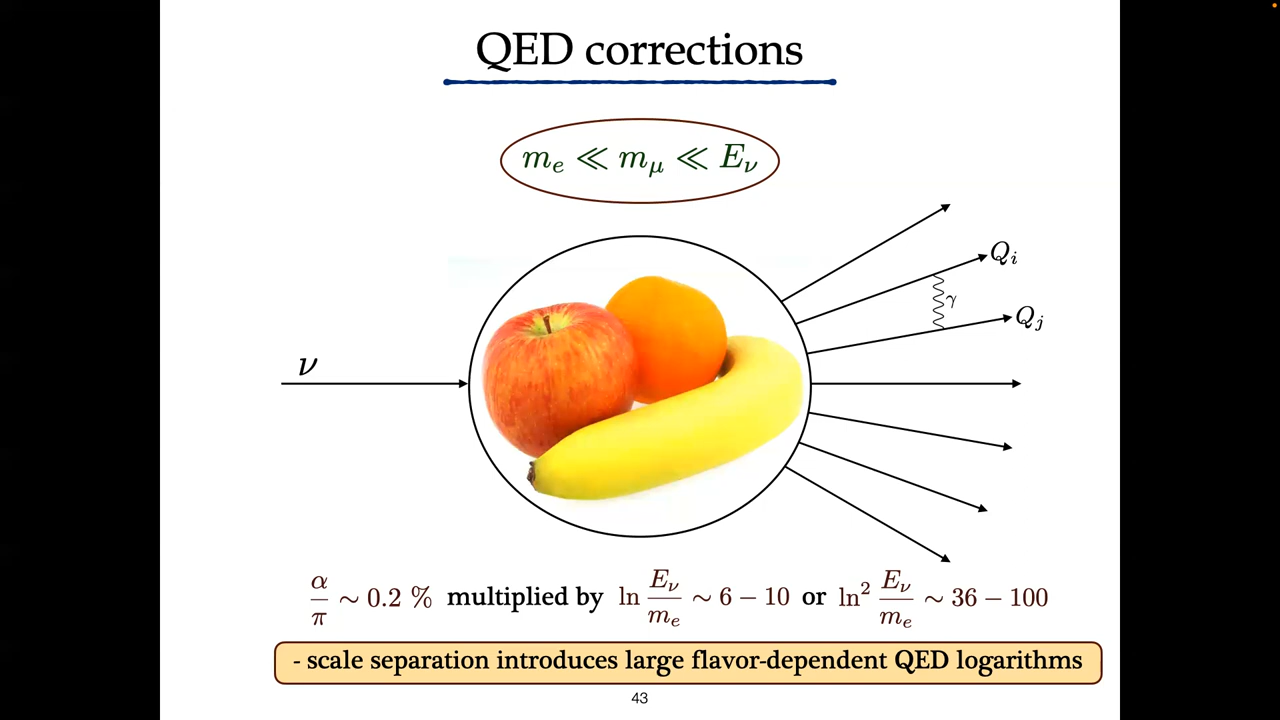 QED corrections
m_e ≪ m_μ ≪ E_ν
Q_i
γ
Q_j
ν
α/π ~ 0.2 % multiplied by ln E_ν/m_e ~ 6 − 10 or ln² E_ν/m_e ~ 36 − 100
- scale separation introduces large flavor-dependent QED logarithms
43